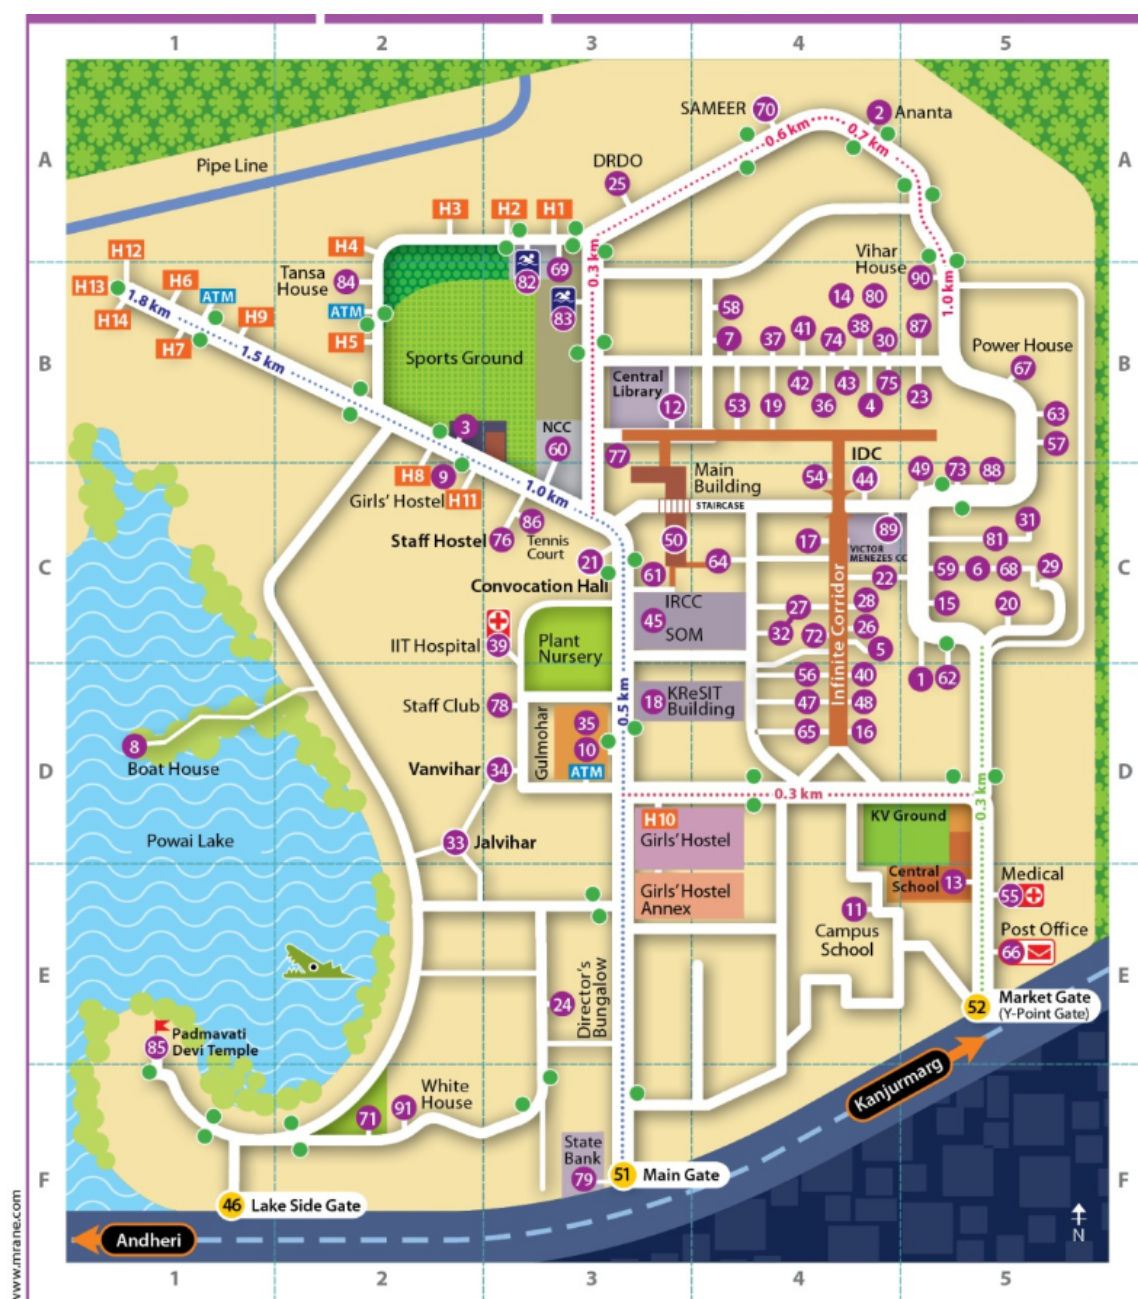 1 2 3 4 5
A A
SAMEER 70
2 Ananta
0.6 km
0.7 km
Pipe Line
DRDO
25
H3 H2 H1
H4
H12
Tansa
House
84
82
69
0.3 km
Vihar
House
90
H13
H6
ATM
H14
1.8 km
H9
H7
ATM
H5
83
58
14 80
1.0 km
7 37 41 74 38 30 87
1.5 km
Sports Ground
Power House
67
B B
Central
Library
12
42 43 75
53 19 36 4 23
63
57
3
NCC
60
77
IDC
H8 9
Girls' Hostel H11
1.0 km
Main
Building
STAIRCASE
54 44
49 73 88
Staff Hostel
76
86
Tennis
Court
50
17
89
VICTOR
MENEZES CC
31
81
21
Convocation Hall
61
64
22
59 6 68 29
C C
IRCC
45
SOM
27
32 72
28
26
5
15 20
IIT Hospital
39
Plant
Nursery
Infinite Corridor
56 40
1 62
Staff Club 78
0.5 km
18 KReSIT
Building
47 48
65 16
8
Boat House
Gulmohar
35
10
ATM
Vanvihar 34
D D
0.3 km
0.3 km
Powai Lake
33 Jalvihar
H10
Girls' Hostel
KV Ground
Girls' Hostel
Annex
Central
School
13
Medical
55
11
Campus
School
Post Office
66
E E
24
Director's
Bungalow
52 Market Gate
(Y-Point Gate)
85
Padmavati
Devi Temple
Kanjurmarg
71 91
White
House
State
Bank
79
51 Main Gate
F F
46 Lake Side Gate
Andheri
N
1 2 3 4 5
www.mrane.com